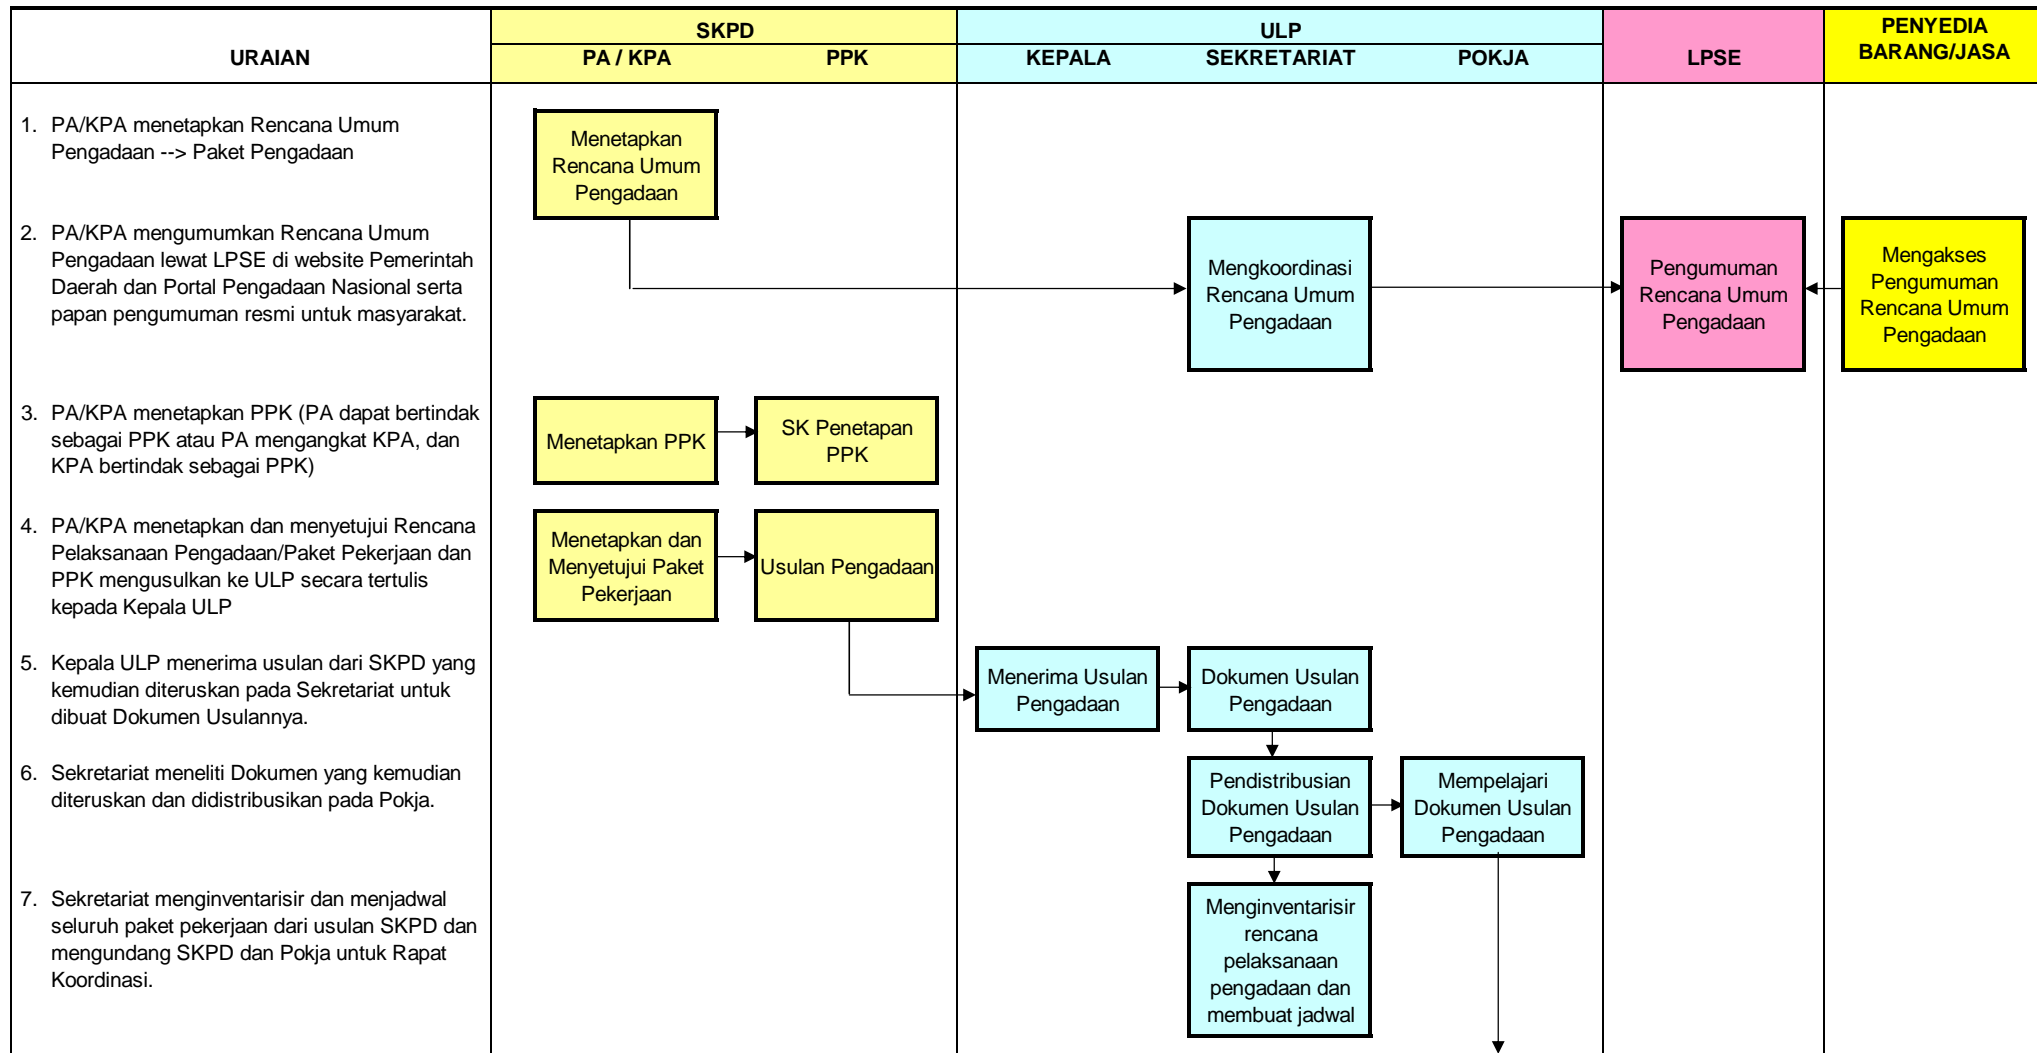 URAIAN
SKPD
PA / KPA
PPK
ULP
KEPALA
SEKRETARIAT
POKJA
LPSE
PENYEDIA
BARANG/JASA
1. PA/KPA menetapkan Rencana Umum
Pengadaan --> Paket Pengadaan
Menetapkan
Rencana Umum
Pengadaan
2. PA/KPA mengumumkan Rencana Umum
Pengadaan lewat LPSE di website Pemerintah
Daerah dan Portal Pengadaan Nasional serta
papan pengumuman resmi untuk masyarakat.
Mengkoordinasi
Rencana Umum
Pengadaan
Pengumuman
Rencana Umum
Pengadaan
Mengakses
Pengumuman
Rencana Umum
Pengadaan
3. PA/KPA menetapkan PPK (PA dapat bertindak
sebagai PPK atau PA mengangkat KPA, dan
KPA bertindak sebagai PPK)
Menetapkan PPK
SK Penetapan
PPK
4. PA/KPA menetapkan dan menyetujui Rencana
Pelaksanaan Pengadaan/Paket Pekerjaan dan
PPK mengusulkan ke ULP secara tertulis
kepada Kepala ULP
Menetapkan dan
Menyetujui Paket
Pekerjaan
Usulan Pengadaan
5. Kepala ULP menerima usulan dari SKPD yang
kemudian diteruskan pada Sekretariat untuk
dibuat Dokumen Usulannya.
Menerima Usulan
Pengadaan
Dokumen Usulan
Pengadaan
6. Sekretariat meneliti Dokumen yang kemudian
diteruskan dan didistribusikan pada Pokja.
Pendistribusian
Dokumen Usulan
Pengadaan
Mempelajari
Dokumen Usulan
Pengadaan
7. Sekretariat menginventarisir dan menjadwal
seluruh paket pekerjaan dari usulan SKPD dan
mengundang SKPD dan Pokja untuk Rapat
Koordinasi.
Menginventarisir
rencana
pelaksanaan
pengadaan dan
membuat jadwal